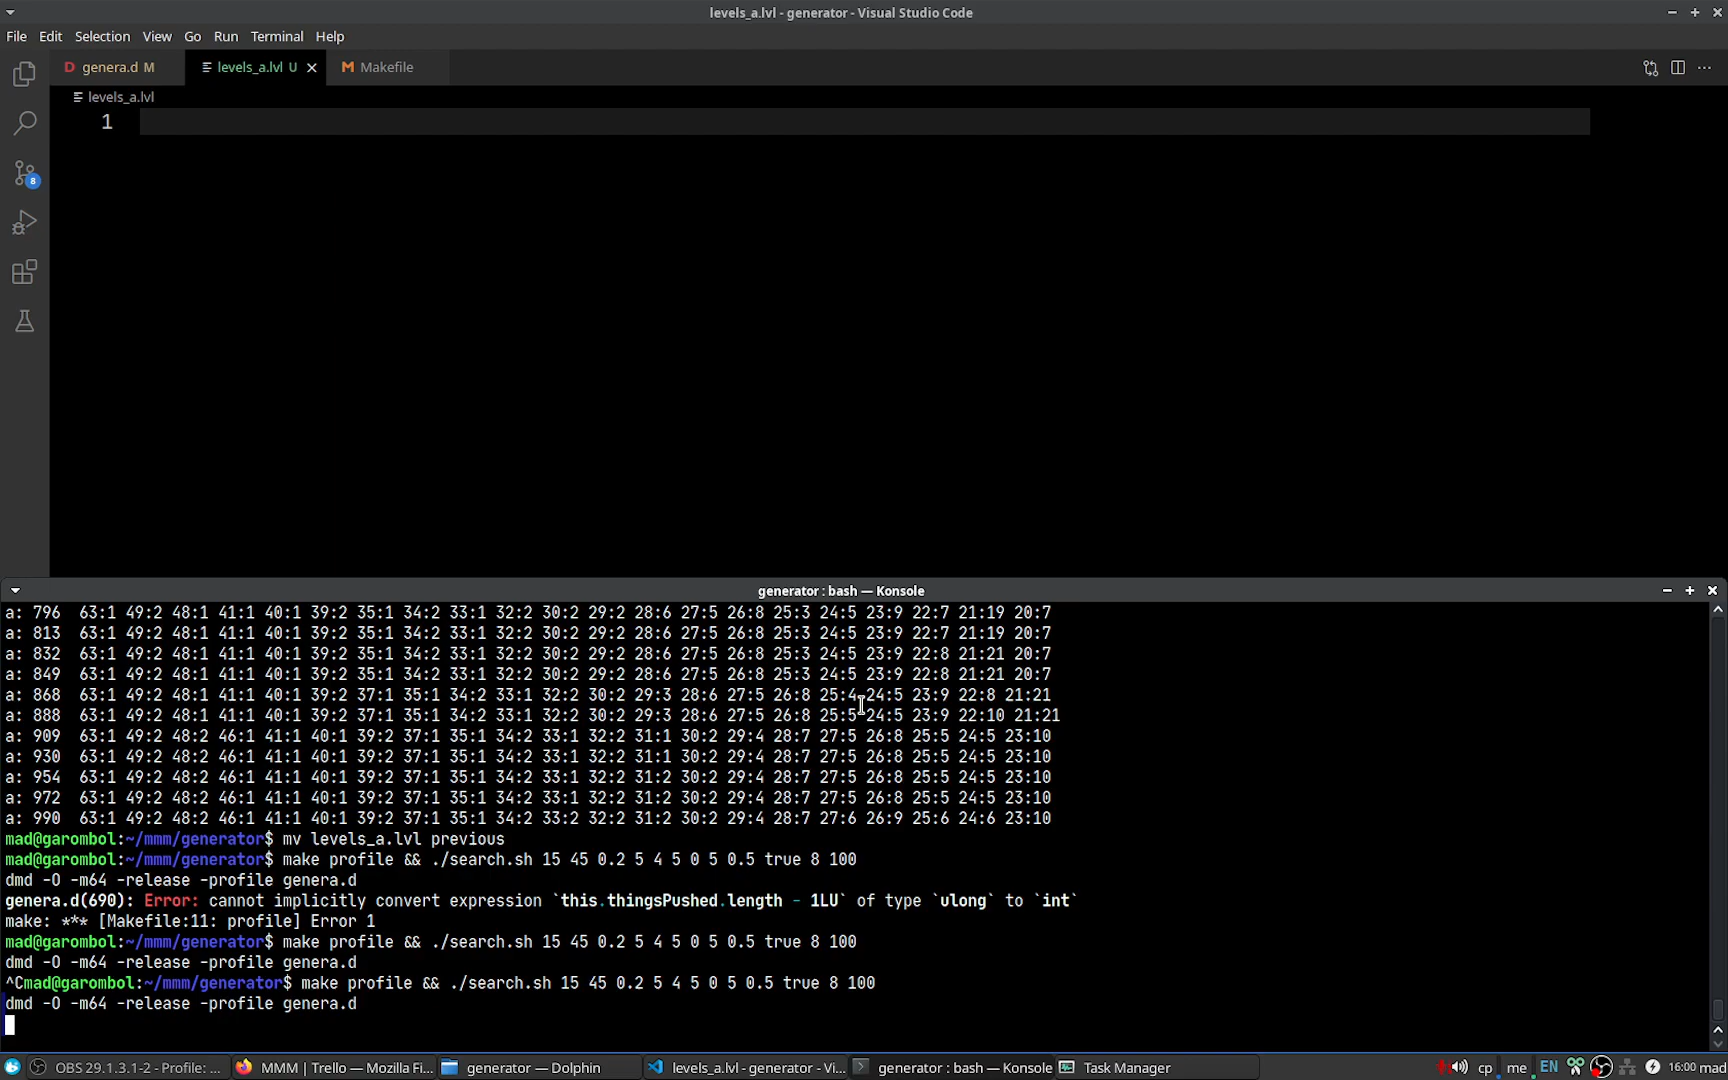 levels_a.lvl - generator - Visual Studio Code
File Edit Selection View Go Run Terminal Help
D genera.d M levels_a.lvl U M Makefile
levels_a.lvl
1
8
generator : bash — Konsole
a: 796  63:1 49:2 48:1 41:1 40:1 39:2 35:1 34:2 33:1 32:2 30:2 29:2 28:6 27:5 26:8 25:3 24:5 23:9 22:7 21:19 20:7
a: 813  63:1 49:2 48:1 41:1 40:1 39:2 35:1 34:2 33:1 32:2 30:2 29:2 28:6 27:5 26:8 25:3 24:5 23:9 22:7 21:19 20:7
a: 832  63:1 49:2 48:1 41:1 40:1 39:2 35:1 34:2 33:1 32:2 30:2 29:2 28:6 27:5 26:8 25:3 24:5 23:9 22:8 21:21 20:7
a: 849  63:1 49:2 48:1 41:1 40:1 39:2 35:1 34:2 33:1 32:2 30:2 29:2 28:6 27:5 26:8 25:3 24:5 23:9 22:8 21:21 20:7
a: 868  63:1 49:2 48:1 41:1 40:1 39:2 37:1 35:1 34:2 33:1 32:2 30:2 29:3 28:6 27:5 26:8 25:4 24:5 23:9 22:8 21:21
a: 888  63:1 49:2 48:1 41:1 40:1 39:2 37:1 35:1 34:2 33:1 32:2 30:2 29:3 28:6 27:5 26:8 25:5 24:5 23:9 22:10 21:21
a: 909  63:1 49:2 48:2 46:1 41:1 40:1 39:2 37:1 35:1 34:2 33:1 32:2 31:1 30:2 29:4 28:7 27:5 26:8 25:5 24:5 23:10
a: 930  63:1 49:2 48:2 46:1 41:1 40:1 39:2 37:1 35:1 34:2 33:1 32:2 31:1 30:2 29:4 28:7 27:5 26:8 25:5 24:5 23:10
a: 954  63:1 49:2 48:2 46:1 41:1 40:1 39:2 37:1 35:1 34:2 33:1 32:2 31:2 30:2 29:4 28:7 27:5 26:8 25:5 24:5 23:10
a: 972  63:1 49:2 48:2 46:1 41:1 40:1 39:2 37:1 35:1 34:2 33:1 32:2 31:2 30:2 29:4 28:7 27:5 26:8 25:5 24:5 23:10
a: 990  63:1 49:2 48:2 46:1 41:1 40:1 39:2 37:1 35:1 34:2 33:1 32:2 31:2 30:2 29:4 28:7 27:6 26:9 25:6 24:6 23:10
mad@garombol:~/mmm/generator$ mv levels_a.lvl previous
mad@garombol:~/mmm/generator$ make profile && ./search.sh 15 45 0.2 5 4 5 0 5 0.5 true 8 100
dmd -O -m64 -release -profile genera.d
genera.d(690): Error: cannot implicitly convert expression `this.thingsPushed.length - 1LU` of type `ulong` to `int`
make: *** [Makefile:11: profile] Error 1
mad@garombol:~/mmm/generator$ make profile && ./search.sh 15 45 0.2 5 4 5 0 5 0.5 true 8 100
dmd -O -m64 -release -profile genera.d
^Cmad@garombol:~/mmm/generator$ make profile && ./search.sh 15 45 0.2 5 4 5 0 5 0.5 true 8 100
dmd -O -m64 -release -profile genera.d
OBS 29.1.3.1-2 - Profile: ... MMM | Trello — Mozilla Fi... generator — Dolphin levels_a.lvl - generator - Vi... generator : bash — Konsole Task Manager cp me EN 16:00 mad